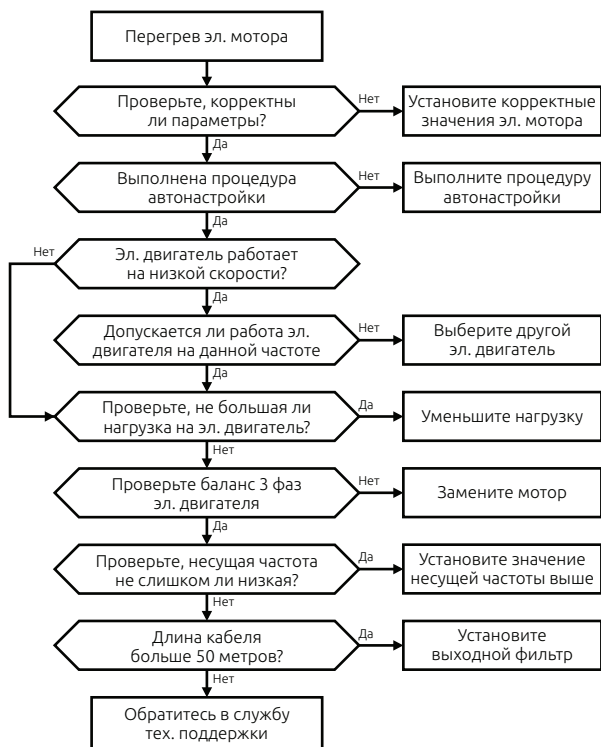 Перегрев эл. мотора
Проверьте, корректны
ли параметры?
Нет
Установите корректные
значения эл. мотора
Да
Выполнена процедура
автонастройки
Нет
Выполните процедуру
автонастройки
Да
Нет
Эл. двигатель работает
на низкой скорости?
Да
Допускается ли работа эл.
двигателя на данной частоте
Нет
Выберите другой
эл. двигатель
Да
Проверьте, не большая ли
нагрузка на эл. двигатель?
Да
Уменьшите нагрузку
Нет
Проверьте баланс 3 фаз
эл. двигателя
Нет
Замените мотор
Да
Проверьте, несущая частота
не слишком ли низкая?
Да
Установите значение
несущей частоты выше
Нет
Длина кабеля
больше 50 метров?
Да
Установите
выходной фильтр
Нет
Обратитесь в службу
тех. поддержки